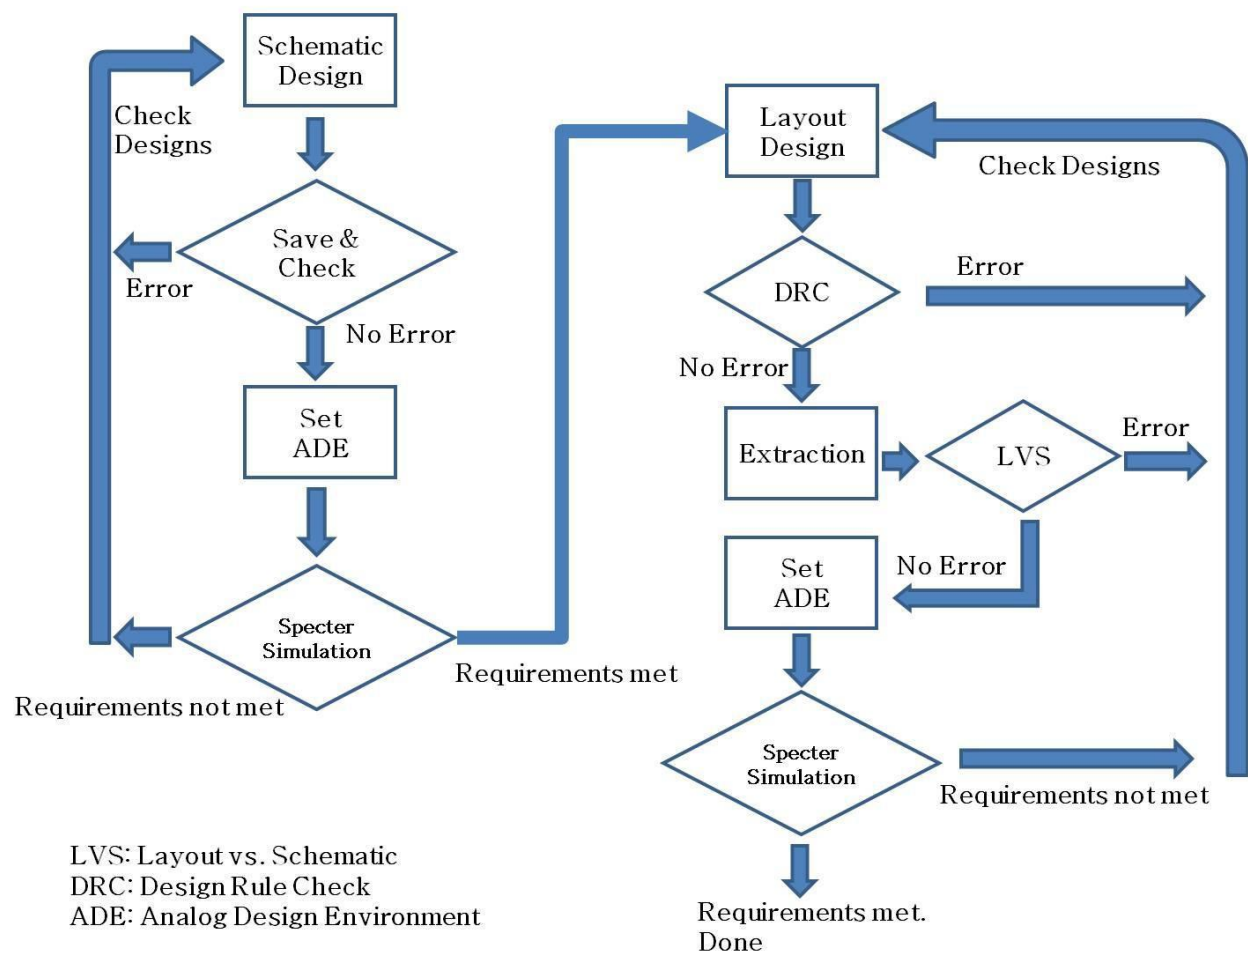 Schematic
Design
Check
Designs
Save &
Check
Error
No Error
Set
ADE
Specter
Simulation
Requirements not met
Requirements met
Layout
Design
Check Designs
DRC
Error
No Error
Extraction
LVS
Error
No Error
Set
ADE
Specter
Simulation
Requirements not met
Requirements met.
Done
LVS: Layout vs. Schematic
DRC: Design Rule Check
ADE: Analog Design Environment